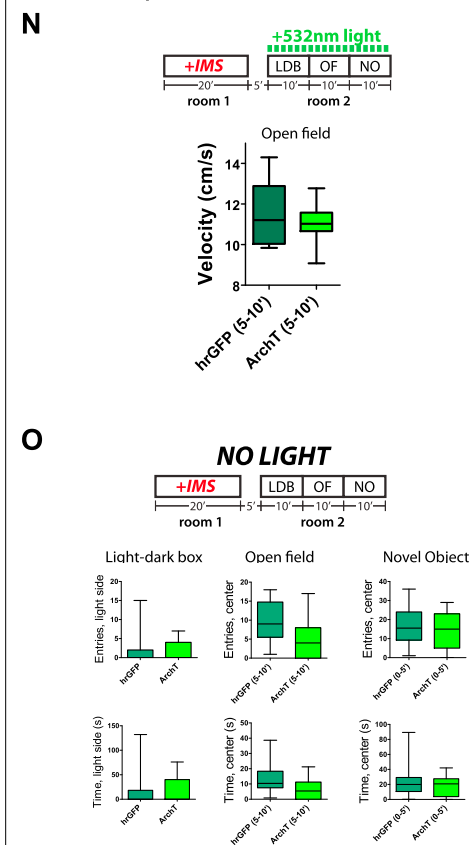 N
+532nm light
+IMS LDB OF NO
20' 5' 10' 10' 10'
room 1 room 2
Open field
Velocity (cm/s)
14
12
10
8
hrGFP (5-10') ArchT (5-10')
O
NO LIGHT
+IMS LDB OF NO
20' 5' 10' 10' 10'
room 1 room 2
Light-dark box Open field Novel Object
Entries, light side
20
15
10
5
0
hrGFP ArchT
Entries, center
20
15
10
5
0
hrGFP (5-10') ArchT (5-10')
Entries, center
40
30
20
10
0
hrGFP (0-5') ArchT (0-5')
Time, light side (s)
150
100
50
0
hrGFP ArchT
Time, center (s)
50
40
30
20
10
0
hrGFP (5-10') ArchT (5-10')
Time, center (s)
100
80
60
40
20
0
hrGFP (0-5') ArchT (0-5')